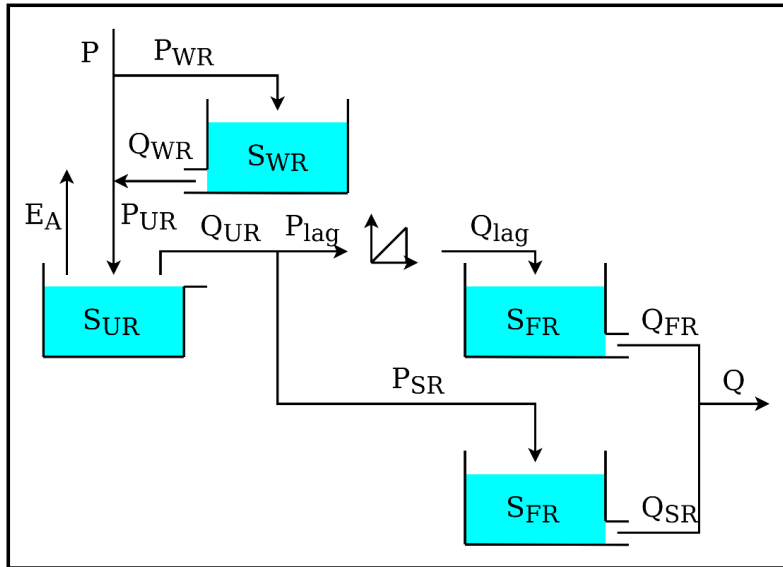 P
P_WR
Q_WR
S_WR
E_A
P_UR
Q_UR
P_lag
Q_lag
S_UR
S_FR
Q_FR
P_SR
Q
S_FR
Q_SR